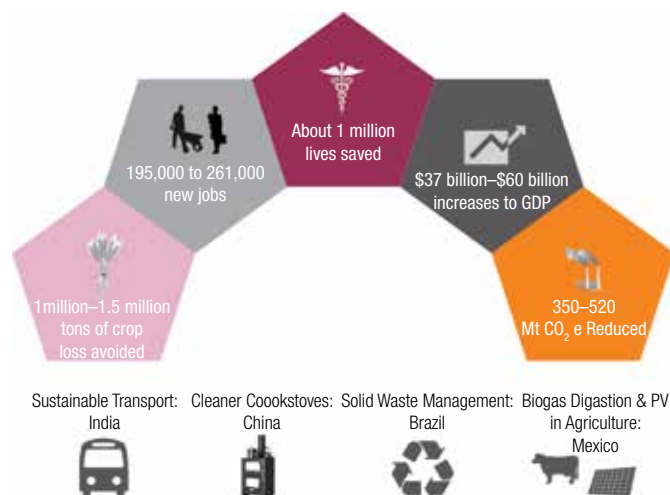 About 1 million
lives saved
195,000 to 261,000
new jobs
$37 billion–$60 billion
increases to GDP
1million–1.5 million
tons of crop
loss avoided
350–520
Mt CO2 e Reduced
Sustainable Transport:
India
Cleaner Coookstoves:
China
Solid Waste Management:
Brazil
Biogas Digastion & PV
in Agriculture:
Mexico